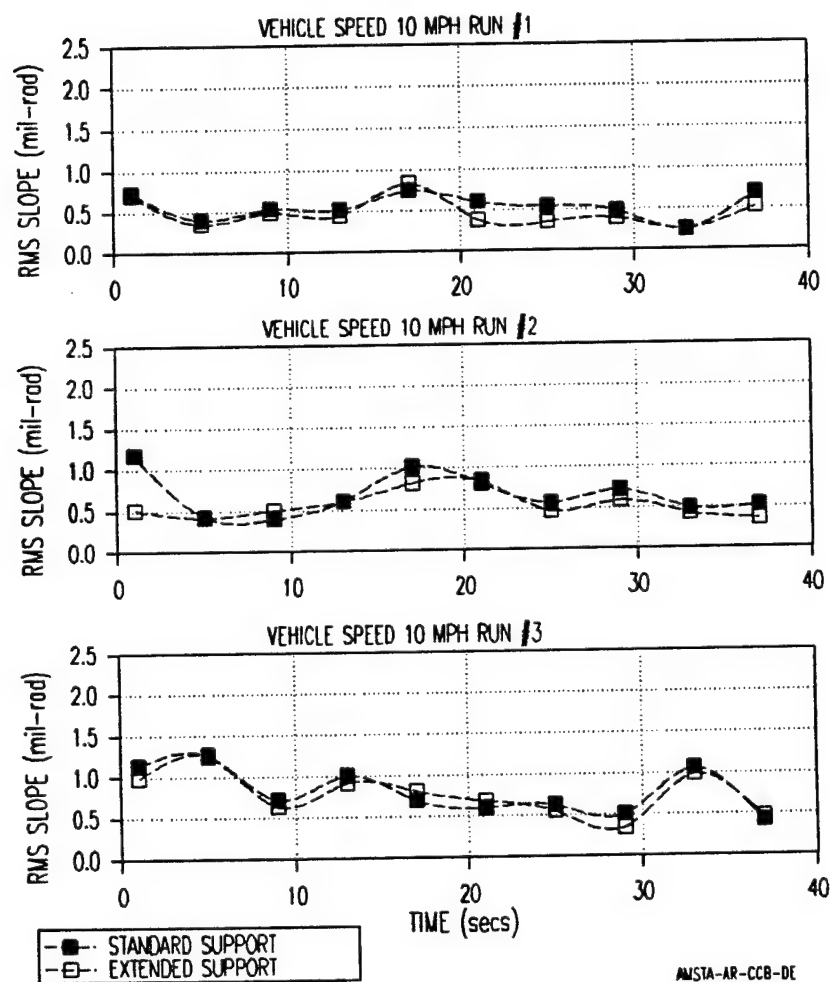 VEHICLE SPEED 10 MPH RUN #1
2.5
2.0
1.5
1.0
0.5
0.0
RMS SLOPE (mil-rad)
0 10 20 30 40
VEHICLE SPEED 10 MPH RUN #2
2.5
2.0
1.5
1.0
0.5
0.0
RMS SLOPE (mil-rad)
0 10 20 30 40
VEHICLE SPEED 10 MPH RUN #3
2.5
2.0
1.5
1.0
0.5
0.0
RMS SLOPE (mil-rad)
0 10 20 30 40
TIME (secs)
STANDARD SUPPORT
EXTENDED SUPPORT
AMSTA-AR-CCB-DE